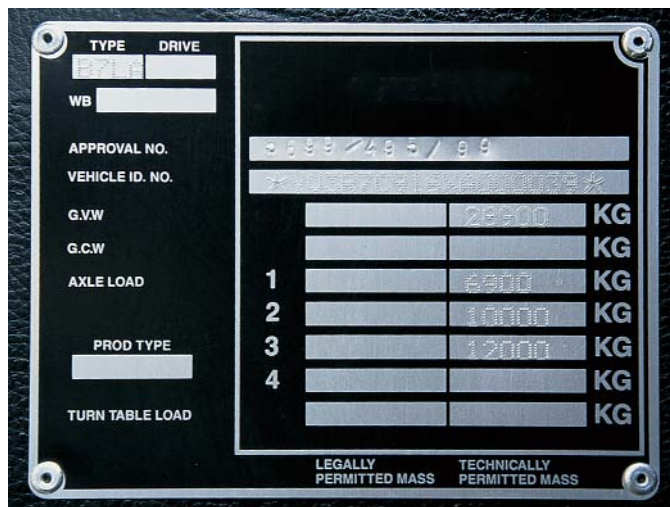 TYPE DRIVE
B7LA
WB
APPROVAL NO.
VEHICLE ID. NO.
G.V.W 28900 KG
G.C.W KG
AXLE LOAD 1 6900 KG
2 10000 KG
PROD TYPE 3 12000 KG
4 KG
TURN TABLE LOAD KG
LEGALLY TECHNICALLY
PERMITTED MASS PERMITTED MASS